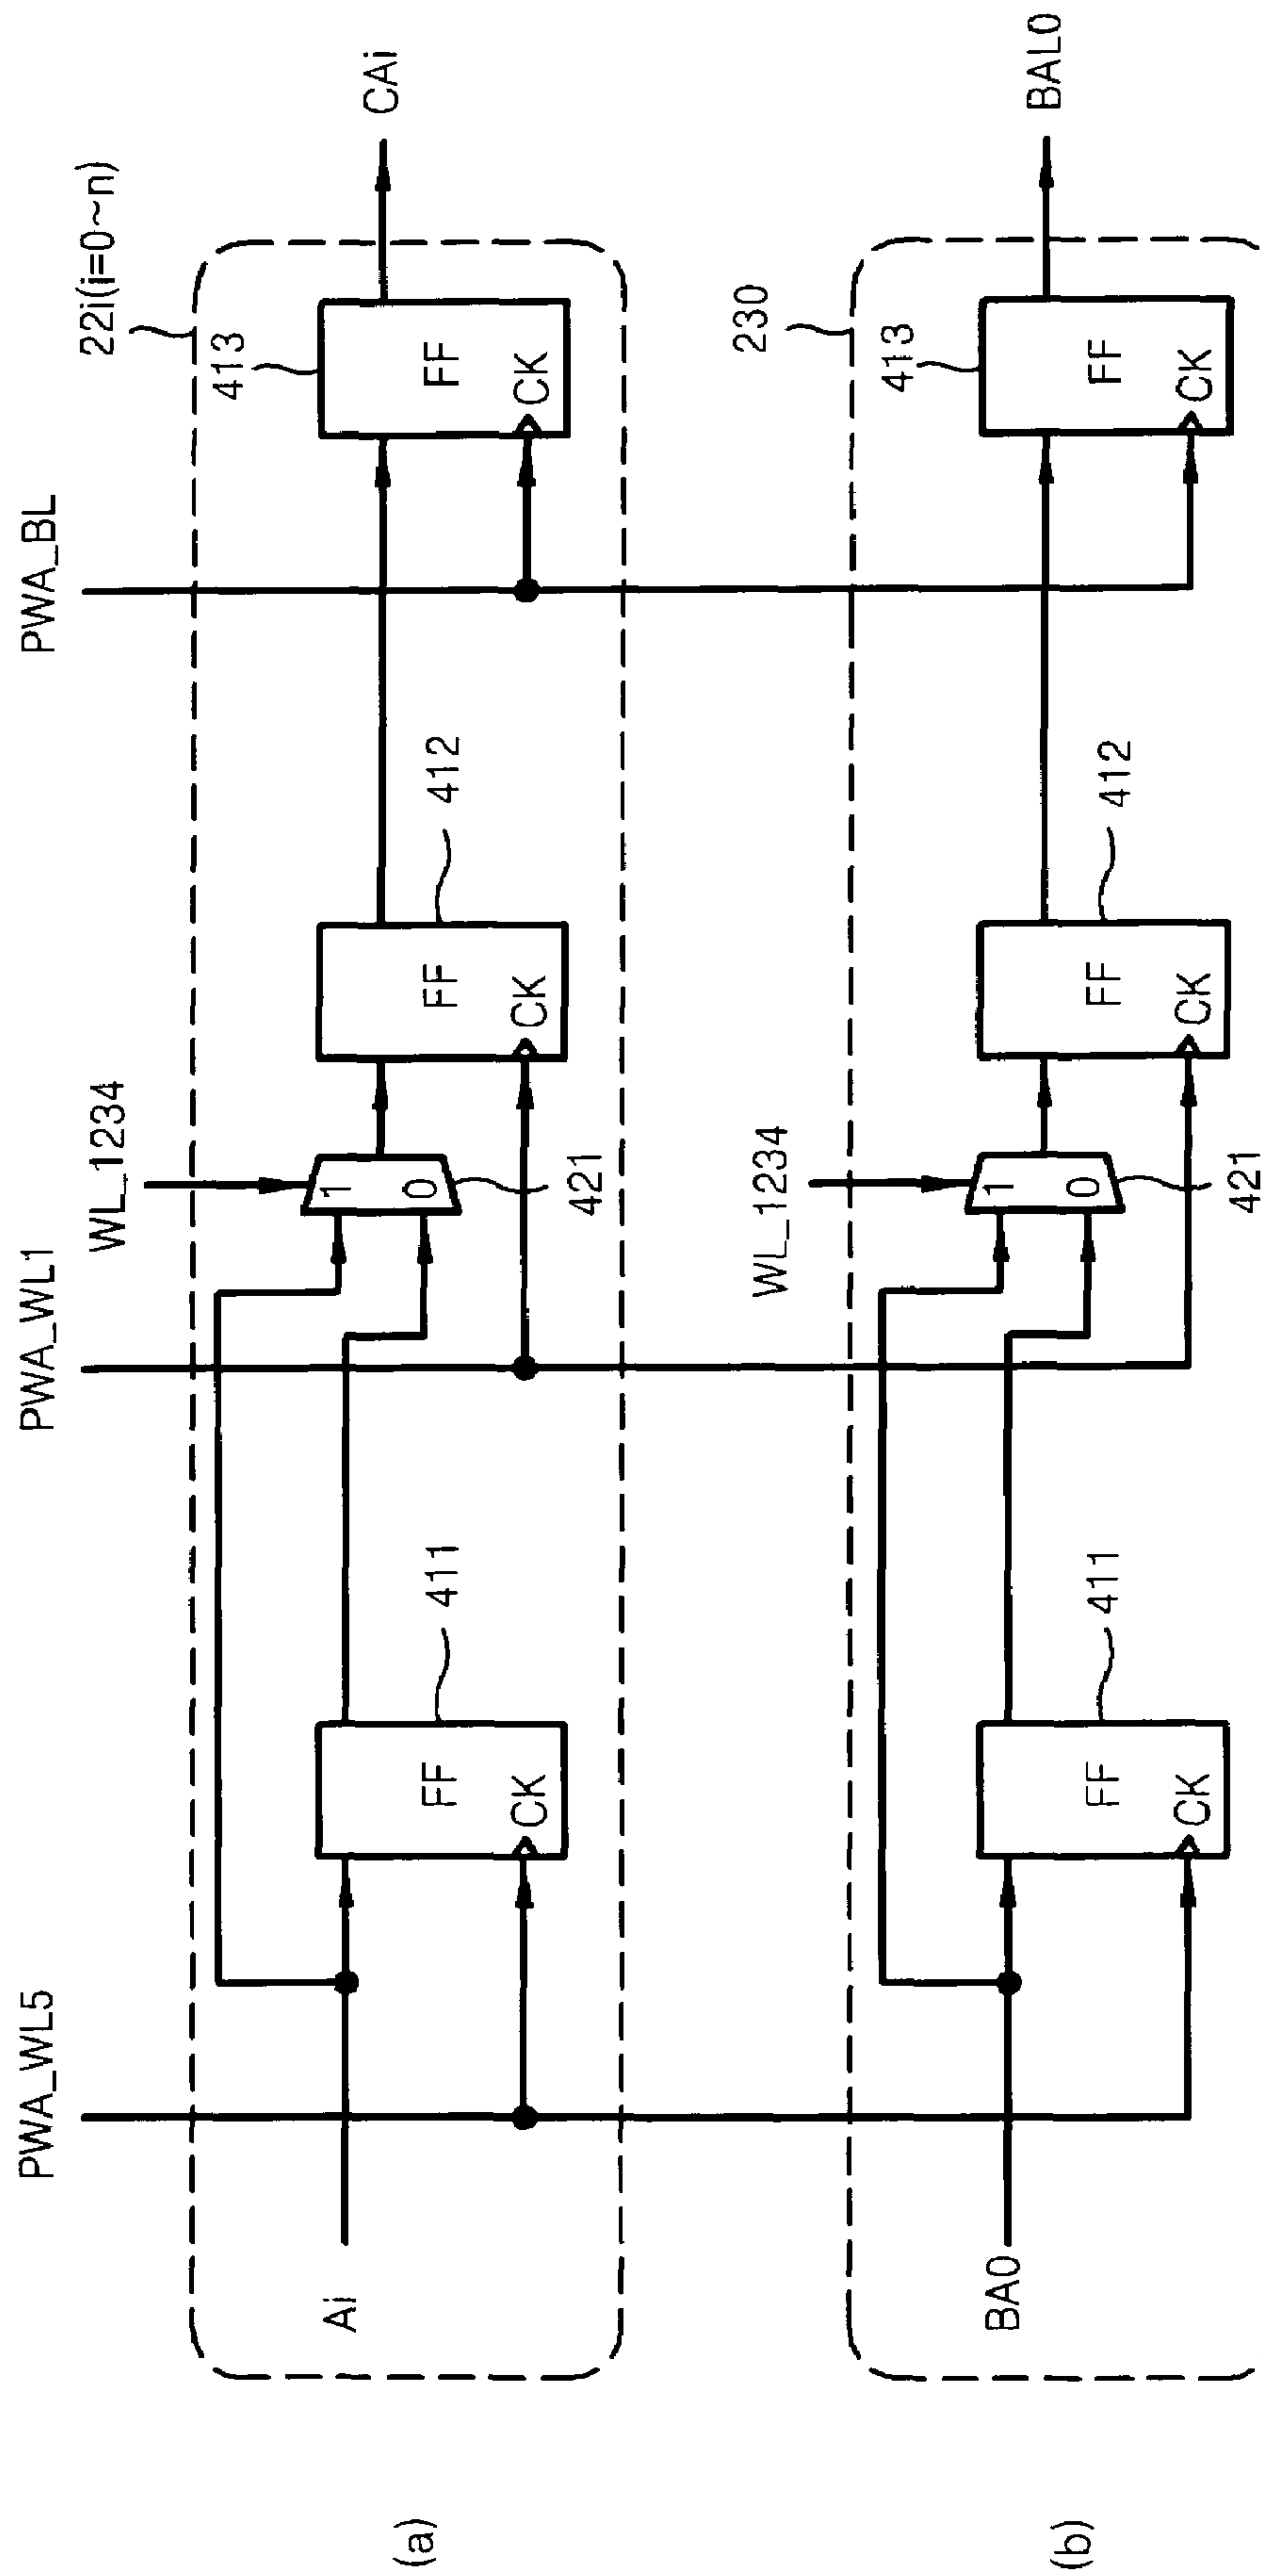 PWA_WL5
PWA_WL1
PWA_BL
WL_1234
22i(i=0~n)
413
Ai
FF
CK
411
1
0
421
FF
CK
412
FF
CK
CAi
(a)
WL_1234
230
413
BA0
FF
CK
411
1
0
421
FF
CK
412
FF
CK
BAL0
(b)